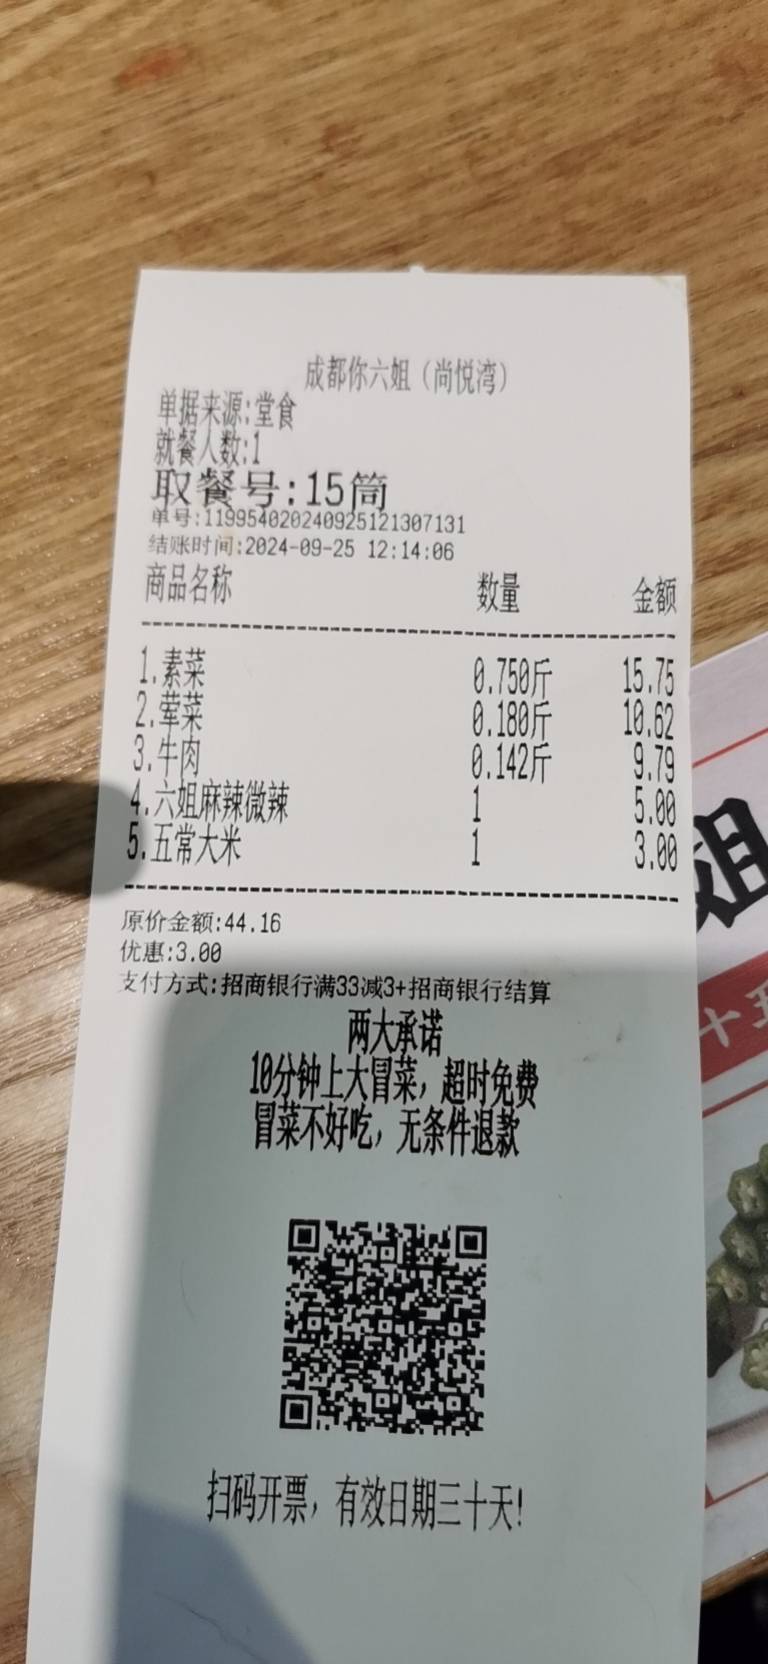 成都你六姐（尚悦湾）
单据来源:堂食
就餐人数:1
取餐号:15筒
单号:119954020240925121307131
结账时间:2024-09-25 12:14:06
商品名称 数量 金额
1.素菜 0.750斤 15.75
2.荤菜 0.180斤 10.62
3.牛肉 0.142斤 9.79
4.六姐麻辣微辣 1 5.00
5.五常大米 1 3.00
原价金额:44.16
优惠:3.00
支付方式:招商银行满33减3+招商银行结算
两大承诺
10分钟上大冒菜，超时免费
冒菜不好吃，无条件退款
扫码开票，有效日期三十天!
姐
十五